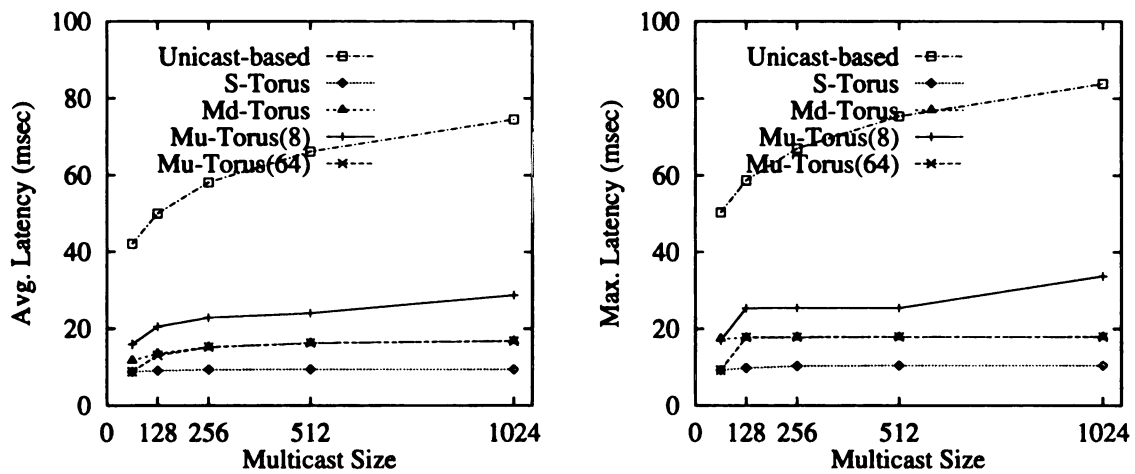 100
80
60
40
20
0
Avg. Latency (msec)
Unicast-based
S-Torus
Md-Torus
Mu-Torus(8)
Mu-Torus(64)
0 128 256 512 1024
Multicast Size
100
80
60
40
20
0
Max. Latency (msec)
Unicast-based
S-Torus
Md-Torus
Mu-Torus(8)
Mu-Torus(64)
0 128 256 512 1024
Multicast Size